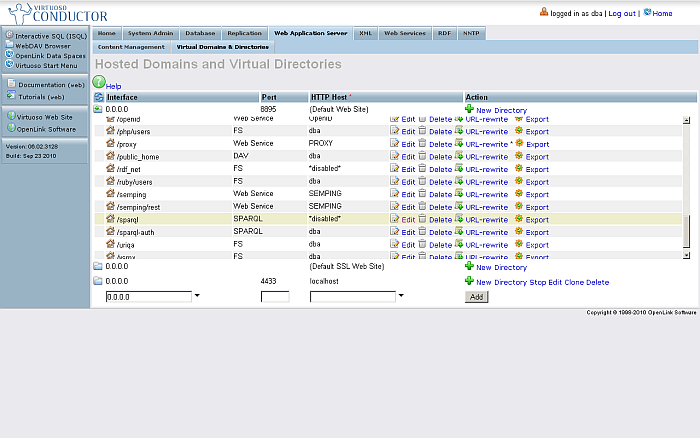 VIRTUOSO
CONDUCTOR
logged in as dba | Log out | Home
Home System Admin Database Replication Web Application Server XML Web Services RDF NNTP
Content Management Virtual Domains & Directories
Interactive SQL (ISQL)
WebDAV Browser
OpenLink Data Spaces
Virtuoso Start Menu
Documentation (web)
Tutorials (web)
Virtuoso Web Site
OpenLink Software
Version: 06.02.3128
Build: Sep 23 2010
Hosted Domains and Virtual Directories
Help
Interface Port HTTP Host * Action
0.0.0.0 8895 (Default Web Site) New Directory
/openid Web Service OpenID Edit Delete URL-rewrite Export
/php/users FS dba Edit Delete URL-rewrite Export
/proxy Web Service PROXY Edit Delete URL-rewrite * Export
/public_home DAV dba Edit Delete URL-rewrite Export
/rdf_net FS *disabled* Edit Delete URL-rewrite Export
/ruby/users FS dba Edit Delete URL-rewrite Export
/semping Web Service SEMPING Edit Delete URL-rewrite Export
/semping/rest Web Service SEMPING Edit Delete URL-rewrite Export
/sparql SPARQL *disabled* Edit Delete URL-rewrite Export
/sparql-auth SPARQL dba Edit Delete URL-rewrite Export
/uriqa FS dba Edit Delete URL-rewrite Export
FS dba Edit Delete URL-rewrite Export
0.0.0.0 (Default SSL Web Site) New Directory
0.0.0.0 4433 localhost New Directory Stop Edit Clone Delete
0.0.0.0 Add
Copyright © 1998-2010 OpenLink Software